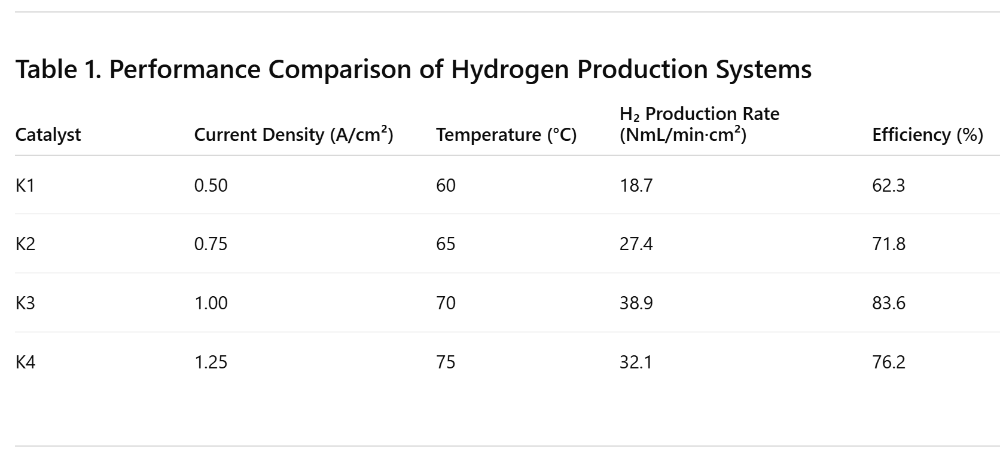 Table 1. Performance Comparison of Hydrogen Production Systems
Catalyst Current Density (A/cm²) Temperature (°C) H₂ Production Rate (NmL/min·cm²) Efficiency (%)
K1 0.50 60 18.7 62.3
K2 0.75 65 27.4 71.8
K3 1.00 70 38.9 83.6
K4 1.25 75 32.1 76.2